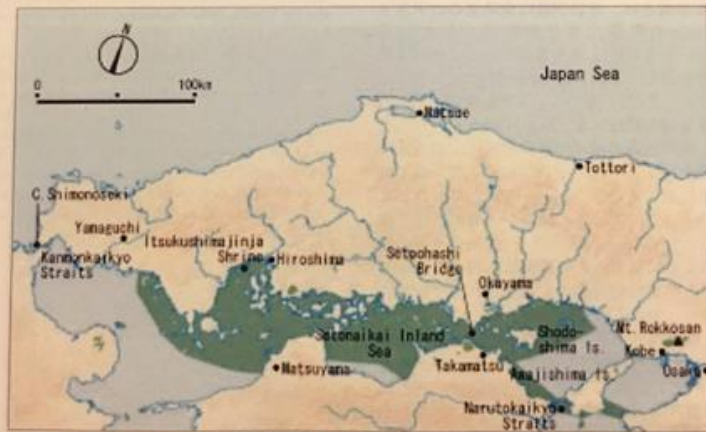 N
0
100km
Japan Sea
Matsue
Tottori
C. Shimonoseki
Yamaguchi
Itsukushimajinja
Shrine
Hiroshima
Kanmonkaikyo
Straits
Setoohashi
Bridge
Okayama
Setonaikai Inland
Sea
Shodo-
shima Is.
Mt. Rokkosan
Kobe
Osaka
Matsuyama
Takamatsu
Awajishima Is.
Narutokaikyo
Straits